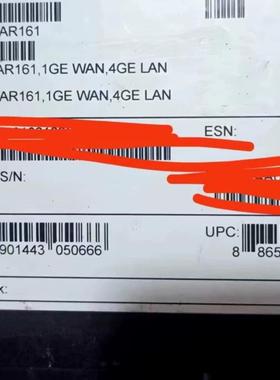 AR161
AR161,1GE WAN,4GE LAN
AR161,1GE WAN,4GE LAN
ESN:
S/N:
901443 050666
UPC:
8 865
k: